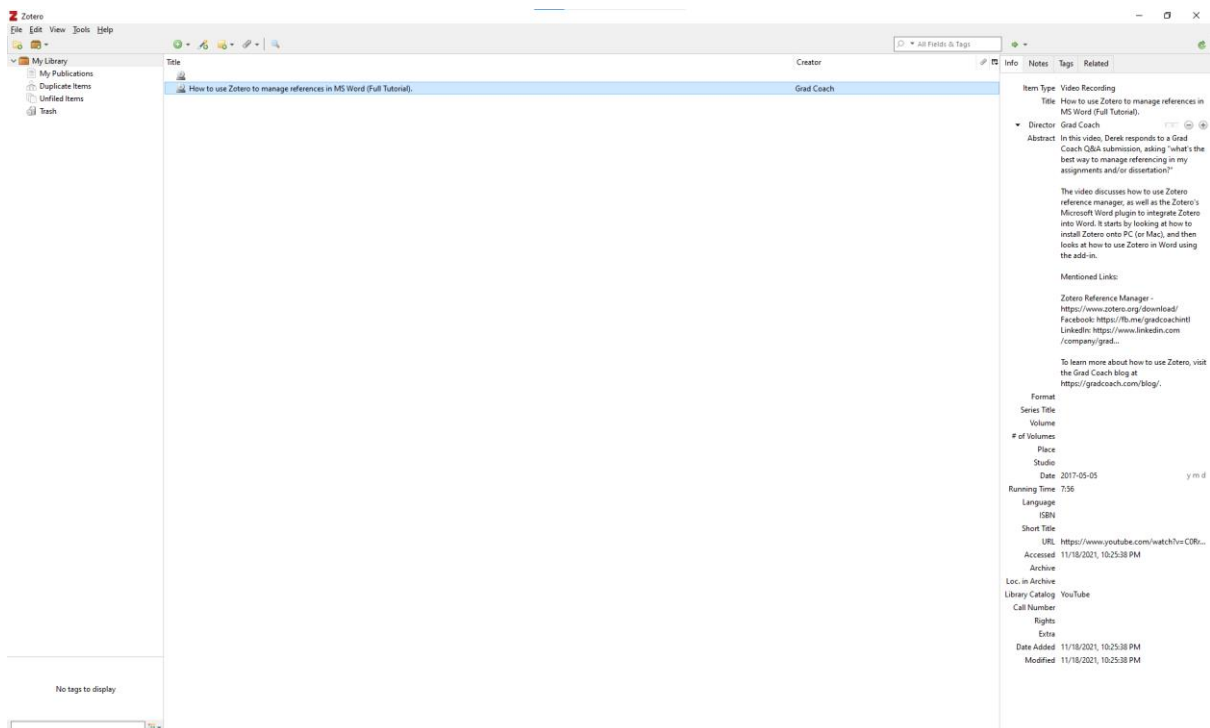 Zotero
File Edit View Tools Help
All Fields & Tags
My Library
My Publications
Duplicate Items
Unfiled Items
Trash
No tags to display
Title Creator
How to use Zotero to manage references in MS Word (Full Tutorial). Grad Coach
Info Notes Tags Related
Item Type Video Recording
Title How to use Zotero to manage references in
MS Word (Full Tutorial).
Director Grad Coach
Abstract In this video, Derek responds to a Grad
Coach Q&A submission, asking "what's the
best way to manage referencing in my
assignments and/or dissertation?"
The video discusses how to use Zotero
reference manager, as well as the Zotero's
Microsoft Word plugin to integrate Zotero
into Word. It starts by looking at how to
install Zotero onto PC (or Mac), and then
looks at how to use Zotero in Word using
the add-in.
Mentioned Links:
Zotero Reference Manager -
https://www.zotero.org/download/
Facebook: https://fb.me/gradcoachintl
LinkedIn: https://www.linkedin.com
/company/grad...
To learn more about how to use Zotero, visit
the Grad Coach blog at
https://gradcoach.com/blog/.
Format
Series Title
Volume
# of Volumes
Place
Studio
Date 2017-05-05 y m d
Running Time 7:56
Language
ISBN
Short Title
URL https://www.youtube.com/watch?v=C0Rr...
Accessed 11/18/2021, 10:25:38 PM
Archive
Loc. in Archive
Library Catalog YouTube
Call Number
Rights
Extra
Date Added 11/18/2021, 10:25:38 PM
Modified 11/18/2021, 10:25:38 PM